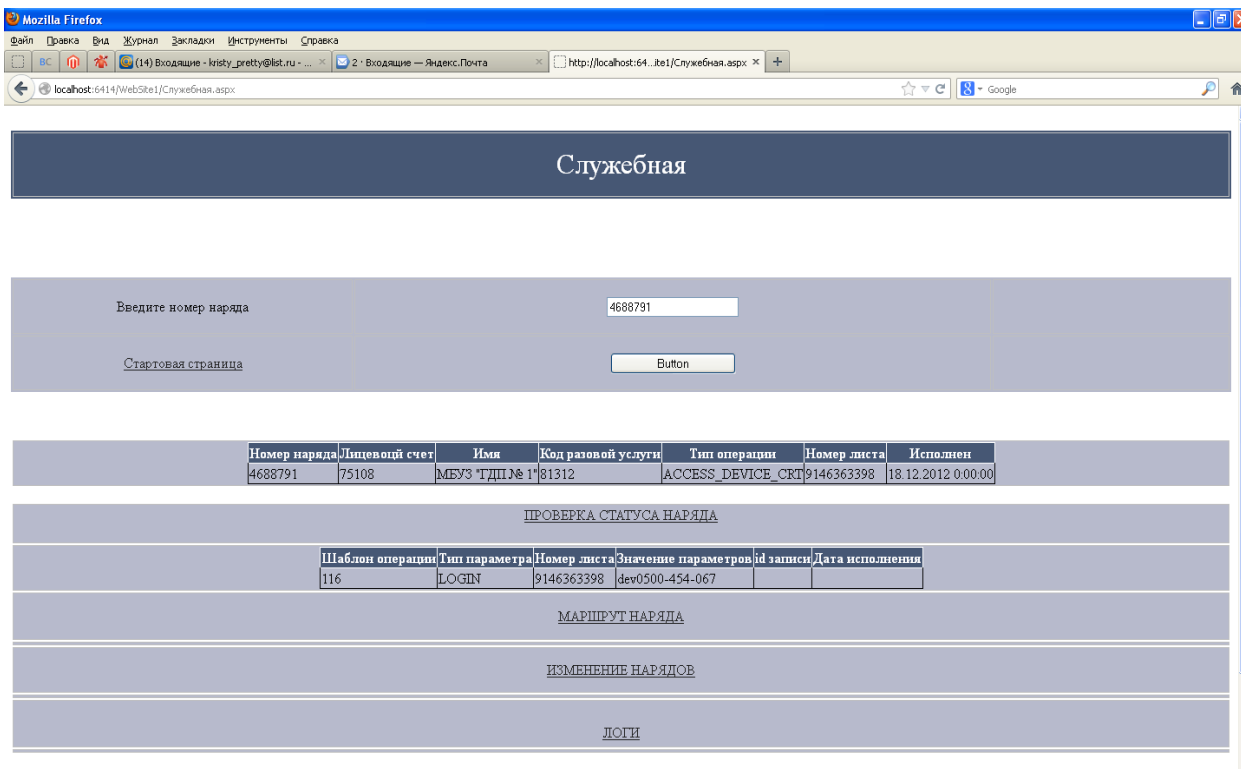 Mozilla Firefox
Файл Правка Вид Журнал Закладки Инструменты Справка
ВС (14) Входящие - kristy_pretty@list.ru - ... × 2 · Входящие — Яндекс.Почта × http://localhost:64...ite1/Служебная.aspx × +
localhost:6414/WebSite1/Служебная.aspx Google
Служебная
Введите номер наряда 4688791
Стартовая страница Button
Номер наряда Лицевоций счет Имя Код разовой услуги Тип операции Номер листа Исполнен
4688791 75108 МБУЗ "ГДП № 1" 81312 ACCESS_DEVICE_CRT 9146363398 18.12.2012 0:00:00
ПРОВЕРКА СТАТУСА НАРЯДА
Шаблон операции Тип параметра Номер листа Значение параметров id записи Дата исполнения
116 LOGIN 9146363398 dev0500-454-067
МАРШРУТ НАРЯДА
ИЗМЕНЕНИЕ НАРЯДОВ
ЛОГИ